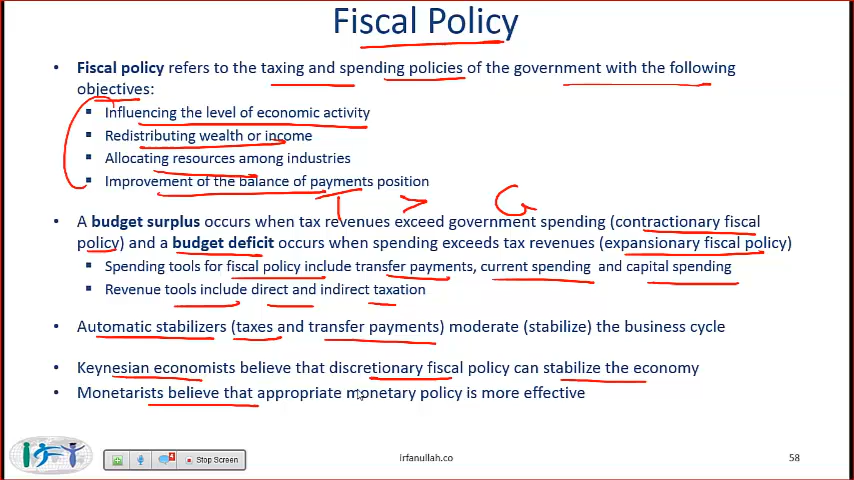 Fiscal Policy
• Fiscal policy refers to the taxing and spending policies of the government with the following
objectives:
▪ Influencing the level of economic activity
▪ Redistributing wealth or income
▪ Allocating resources among industries
▪ Improvement of the balance of payments position
T > G
• A budget surplus occurs when tax revenues exceed government spending (contractionary fiscal
policy) and a budget deficit occurs when spending exceeds tax revenues (expansionary fiscal policy)
▪ Spending tools for fiscal policy include transfer payments, current spending and capital spending
▪ Revenue tools include direct and indirect taxation
• Automatic stabilizers (taxes and transfer payments) moderate (stabilize) the business cycle
• Keynesian economists believe that discretionary fiscal policy can stabilize the economy
• Monetarists believe that appropriate monetary policy is more effective
4
Stop Screen
irfanullah.co
58